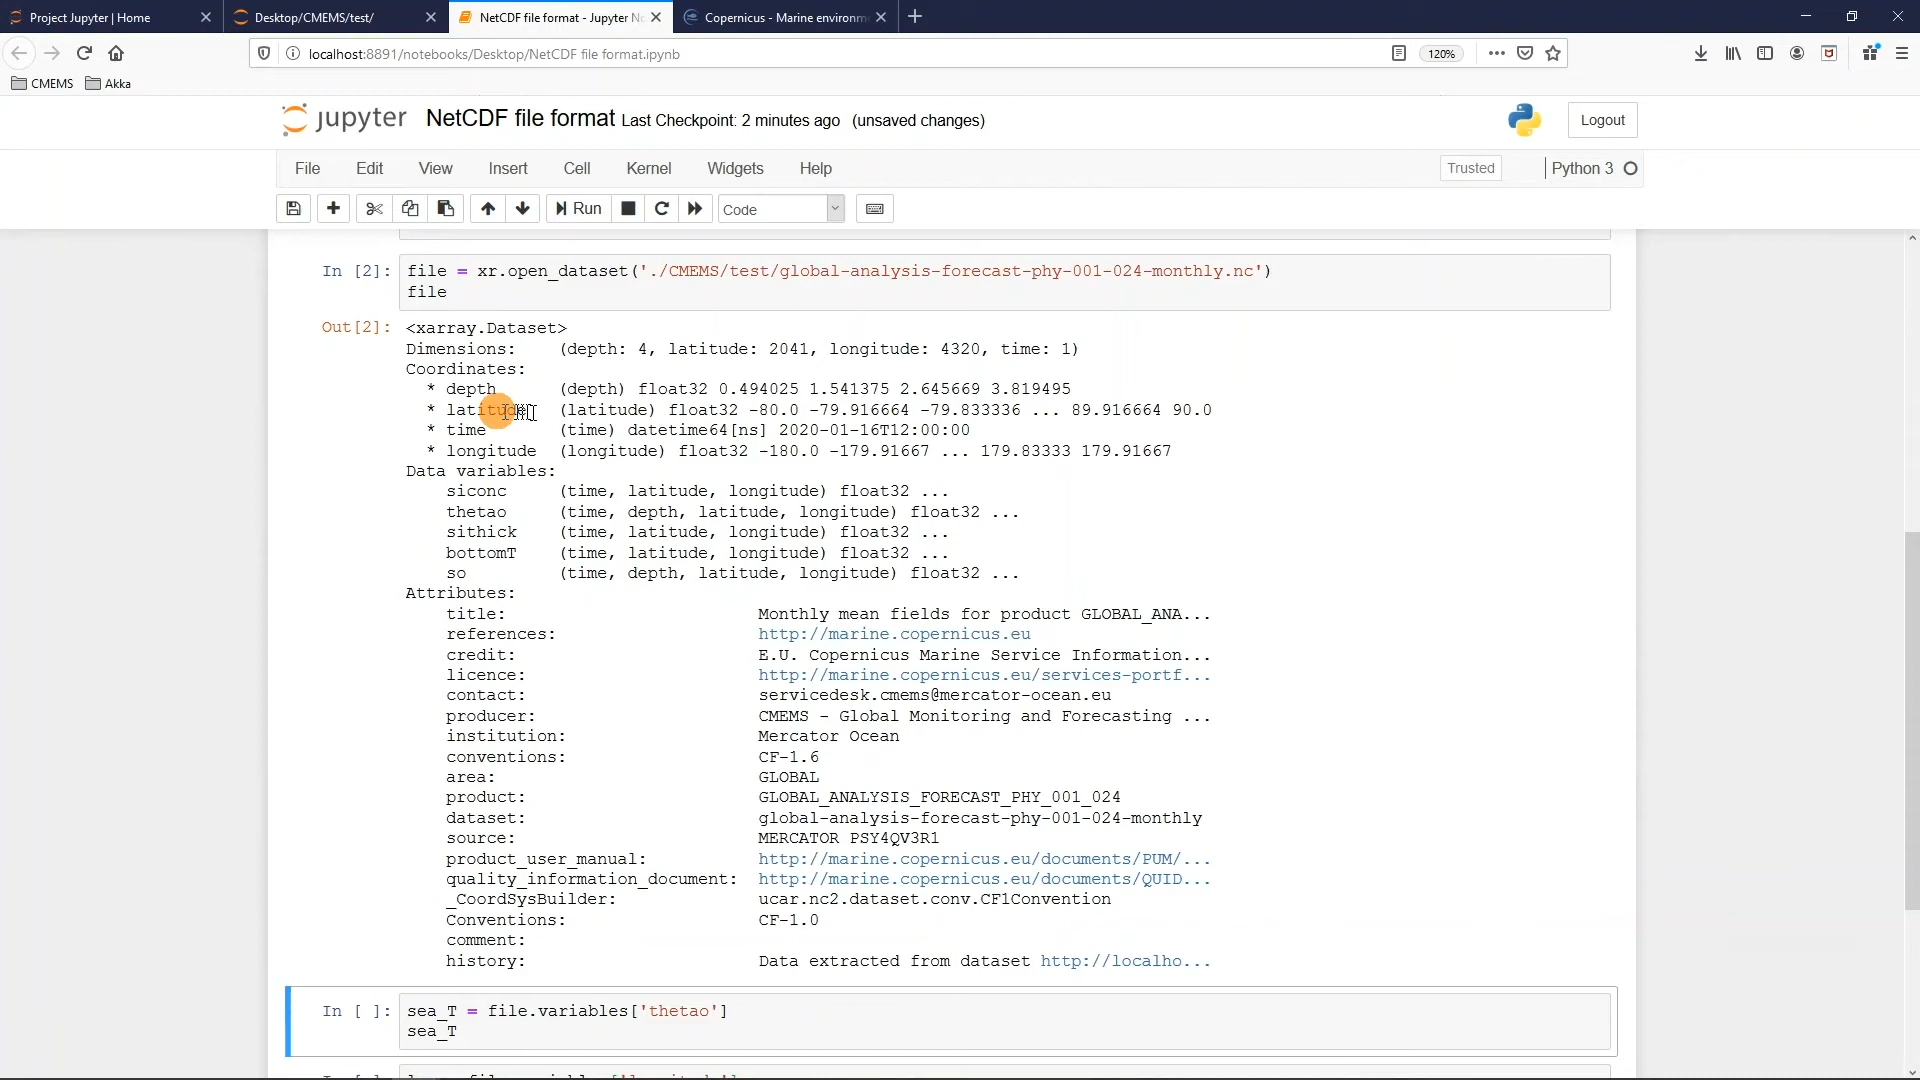 Project Jupyter | Home
Desktop/CMEMS/test/
NetCDF file format - Jupyter No
Copernicus - Marine environm
localhost:8891/notebooks/Desktop/NetCDF file format.ipynb
120%
CMEMS
Akka
jupyter
NetCDF file format Last Checkpoint: 2 minutes ago (unsaved changes)
Logout
File Edit View Insert Cell Kernel Widgets Help
Trusted
Python 3
Run
Code
In [2]: file = xr.open_dataset('./CMEMS/test/global-analysis-forecast-phy-001-024-monthly.nc')
file
Out[2]: <xarray.Dataset>
Dimensions: (depth: 4, latitude: 2041, longitude: 4320, time: 1)
Coordinates:
* depth (depth) float32 0.494025 1.541375 2.645669 3.819495
* latitude (latitude) float32 -80.0 -79.916664 -79.833336 ... 89.916664 90.0
* time (time) datetime64[ns] 2020-01-16T12:00:00
* longitude (longitude) float32 -180.0 -179.91667 ... 179.83333 179.91667
Data variables:
siconc (time, latitude, longitude) float32 ...
thetao (time, depth, latitude, longitude) float32 ...
sithick (time, latitude, longitude) float32 ...
bottomT (time, latitude, longitude) float32 ...
so (time, depth, latitude, longitude) float32 ...
Attributes:
title: Monthly mean fields for product GLOBAL_ANA...
references: http://marine.copernicus.eu
credit: E.U. Copernicus Marine Service Information...
licence: http://marine.copernicus.eu/services-portf...
contact: servicedesk.cmems@mercator-ocean.eu
producer: CMEMS - Global Monitoring and Forecasting ...
institution: Mercator Ocean
conventions: CF-1.6
area: GLOBAL
product: GLOBAL_ANALYSIS_FORECAST_PHY_001_024
dataset: global-analysis-forecast-phy-001-024-monthly
source: MERCATOR PSY4QV3R1
product_user_manual: http://marine.copernicus.eu/documents/PUM/...
quality_information_document: http://marine.copernicus.eu/documents/QUID...
_CoordSysBuilder: ucar.nc2.dataset.conv.CF1Convention
Conventions: CF-1.0
comment:
history: Data extracted from dataset http://localho...
In [ ]: sea_T = file.variables['thetao']
sea_T